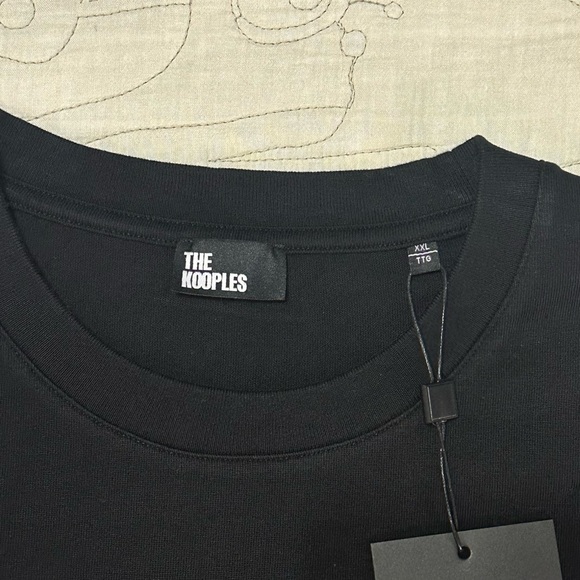 THE
KOOPLES
XXL
TTG